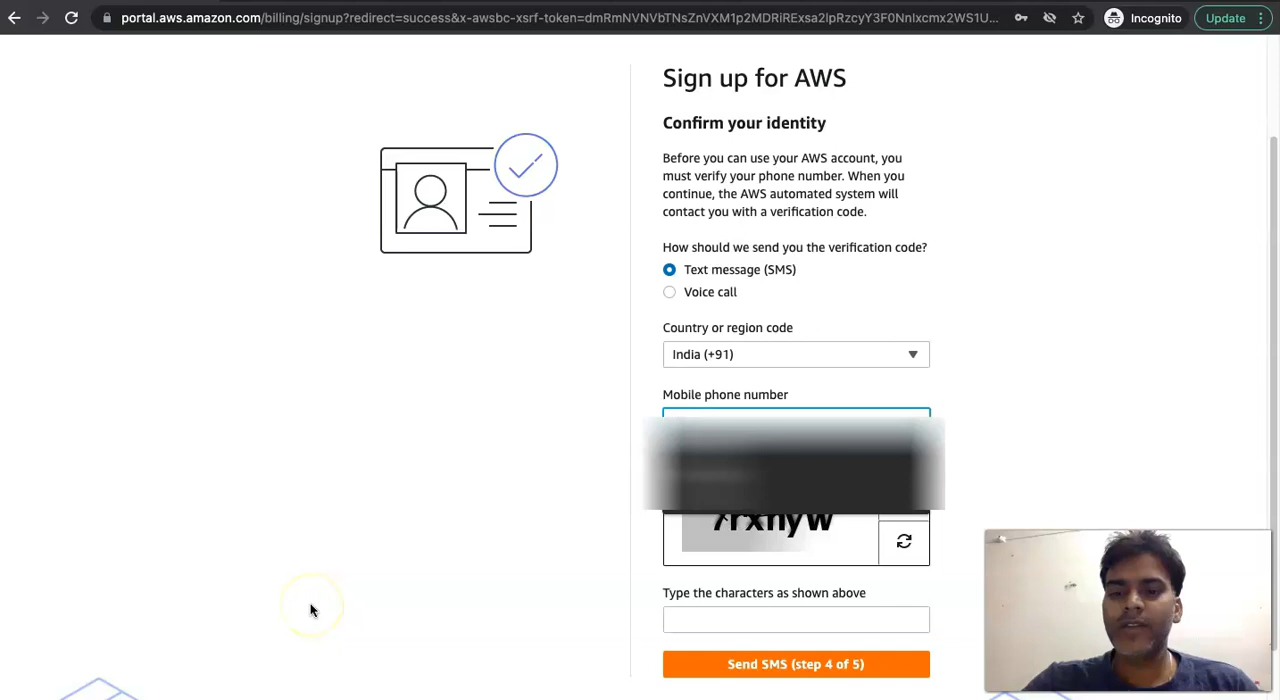 portal.aws.amazon.com/billing/signup?redirect=success&x-awsbc-xsrf-token=dmRmNVNVbTNsZnVXM1p2MDRiRExsa2lpRzcyY3F0NnIxcmx2WS1U...
Incognito
Update
Sign up for AWS
Confirm your identity
Before you can use your AWS account, you
must verify your phone number. When you
continue, the AWS automated system will
contact you with a verification code.
How should we send you the verification code?
Text message (SMS)
Voice call
Country or region code
India (+91)
Mobile phone number
Type the characters as shown above
Send SMS (step 4 of 5)